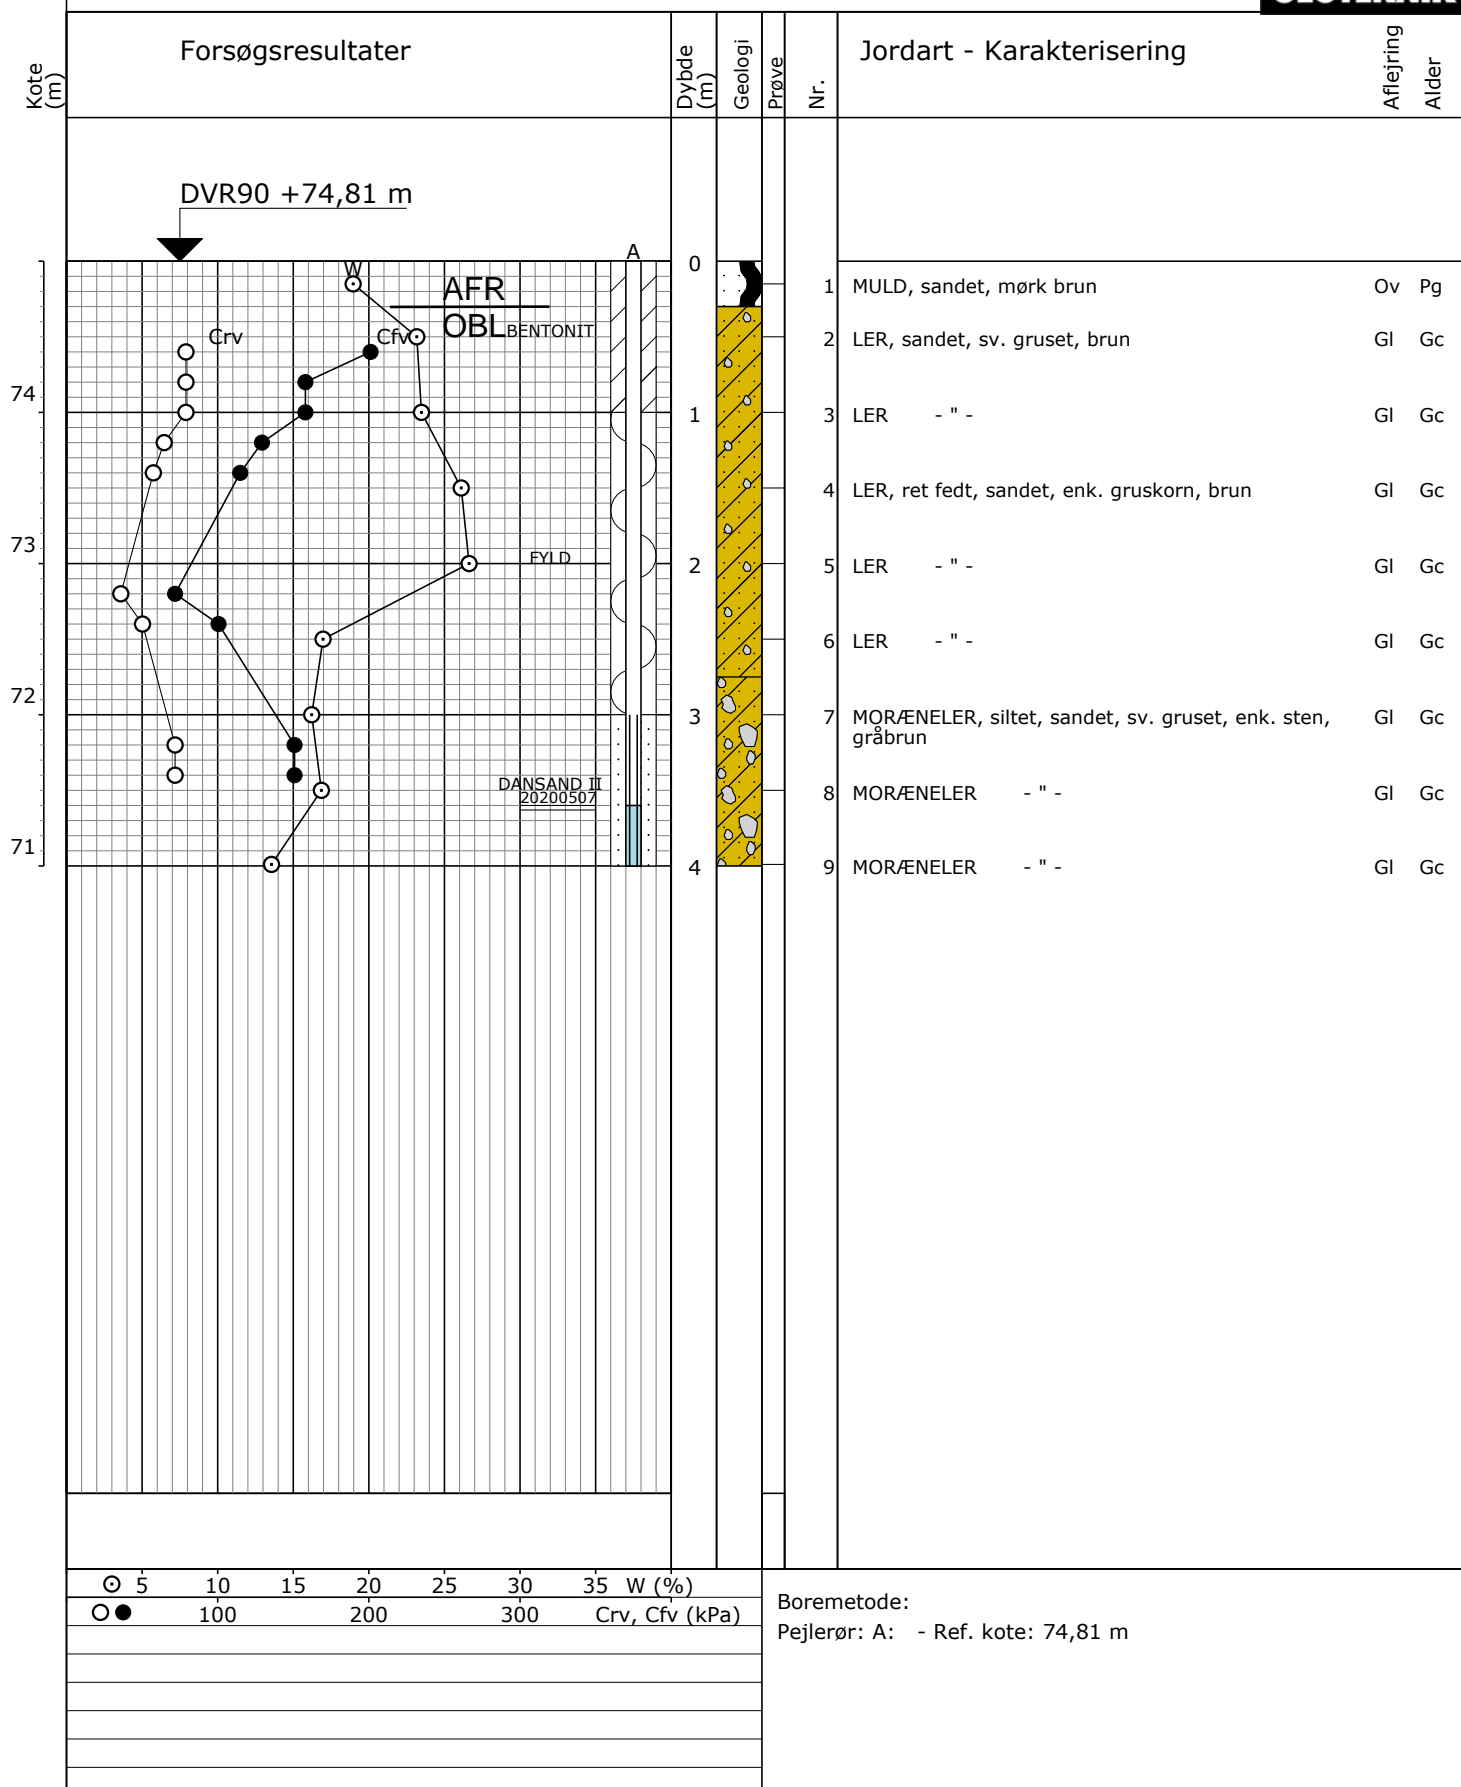 Kote
(m)
Forsøgsresultater
Dybde
(m)
Geologi
Prøve
Nr.
Jordart - Karakterisering
Aflejring
Alder
DVR90 +74,81 m
A
W
AFR
OBL
BENTONIT
Crv
Cfv
0
1 MULD, sandet, mørk brun Ov Pg
2 LER, sandet, sv. gruset, brun Gl Gc
74
1
3 LER - " - Gl Gc
4 LER, ret fedt, sandet, enk. gruskorn, brun Gl Gc
73
FYLD
2
5 LER - " - Gl Gc
6 LER - " - Gl Gc
72
3
7 MORÆNELER, siltet, sandet, sv. gruset, enk. sten, Gl Gc
gråbrun
DANSAND II
20200507
8 MORÆNELER - " - Gl Gc
71
4
9 MORÆNELER - " - Gl Gc
5 10 15 20 25 30 35 W (%)
100 200 300 Crv, Cfv (kPa)
Boremetode:
Pejlerør: A: - Ref. kote: 74,81 m